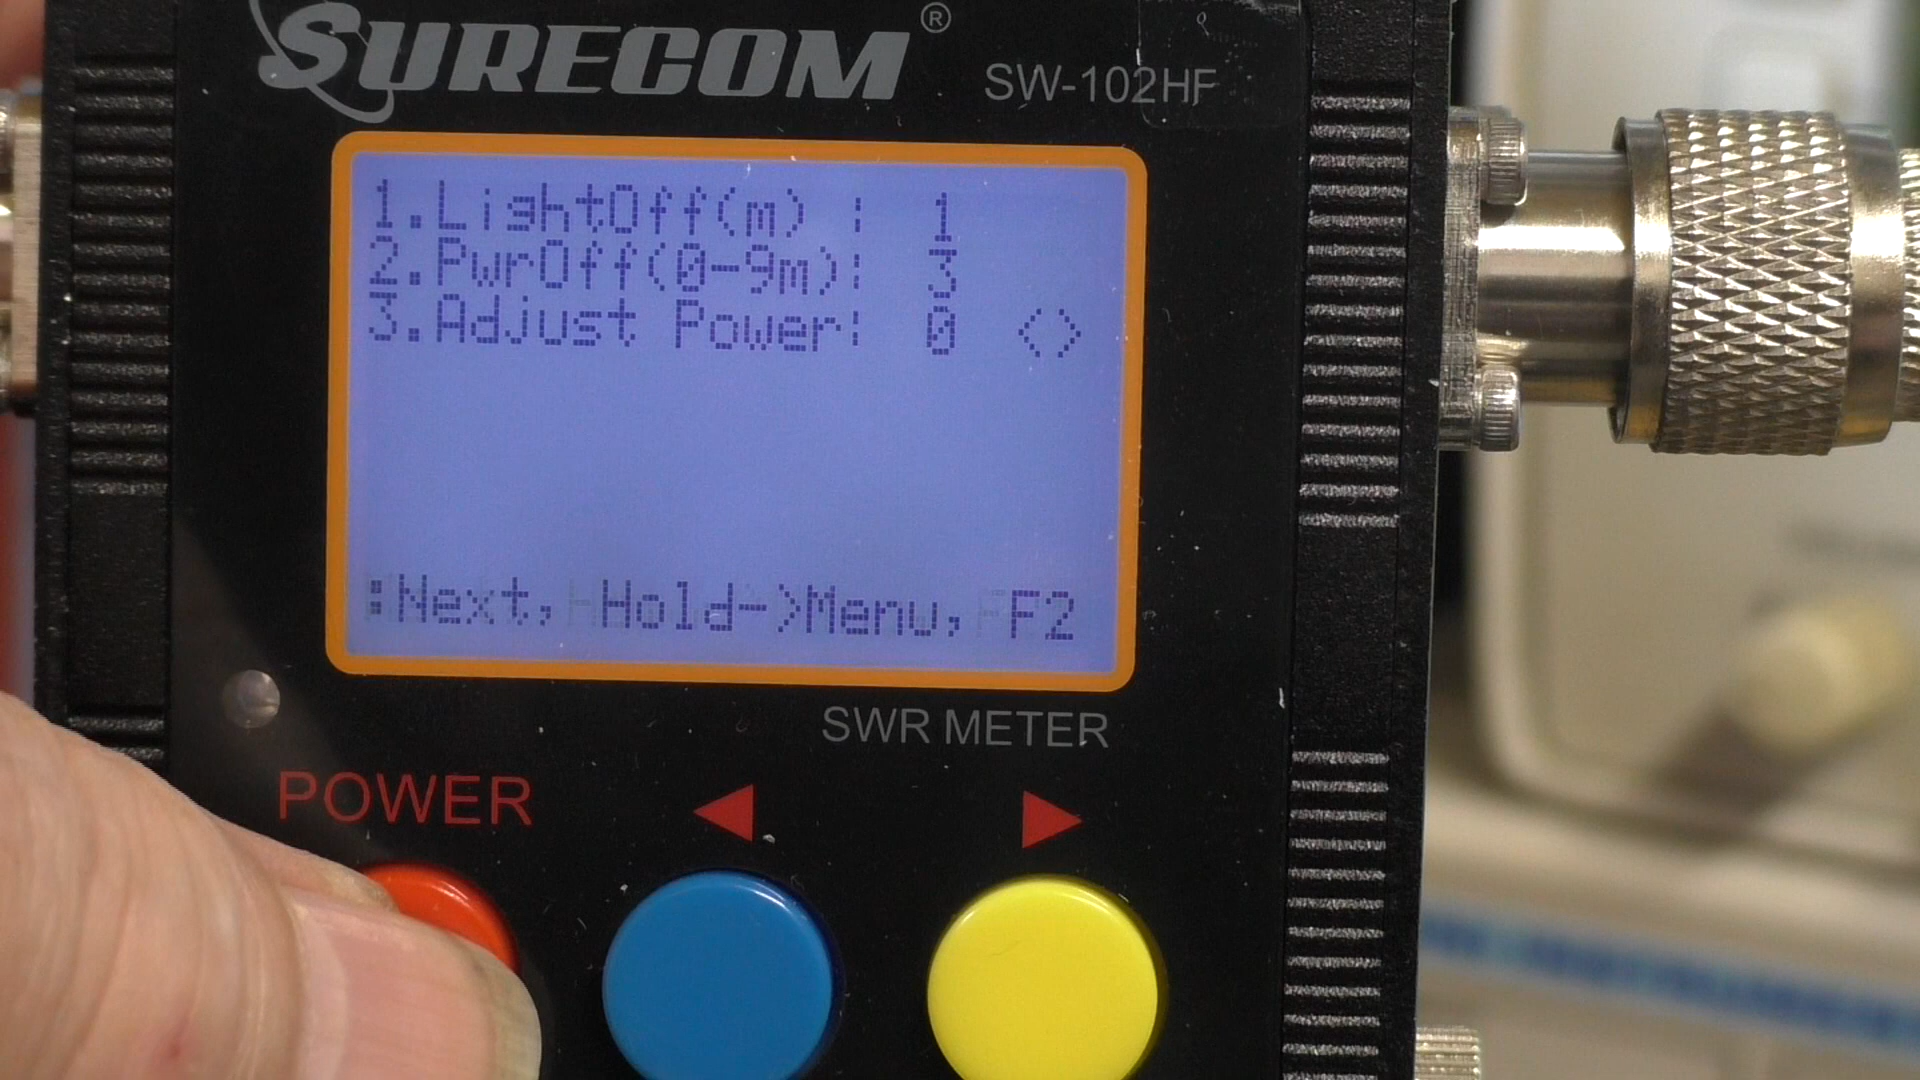 SURECOM®
SW-102HF
1.LightOff(m) : 1
2.PwrOff(0-9m): 3
3.Adjust Power: 0 <>
:Next, Hold->Menu, F2
SWR METER
POWER